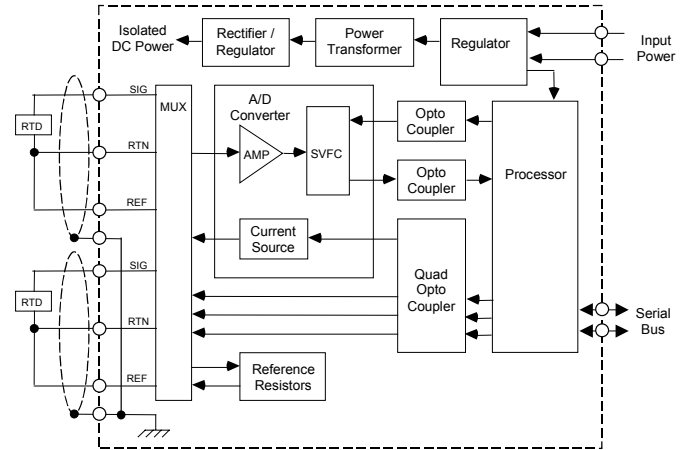 Isolated
DC Power
Rectifier /
Regulator
Power
Transformer
Regulator
Input
Power
SIG
RTD
RTN
REF
MUX
A/D
Converter
AMP
SVFC
Opto
Coupler
Opto
Coupler
Processor
Current
Source
Quad
Opto
Coupler
SIG
RTD
RTN
REF
Reference
Resistors
Serial
Bus